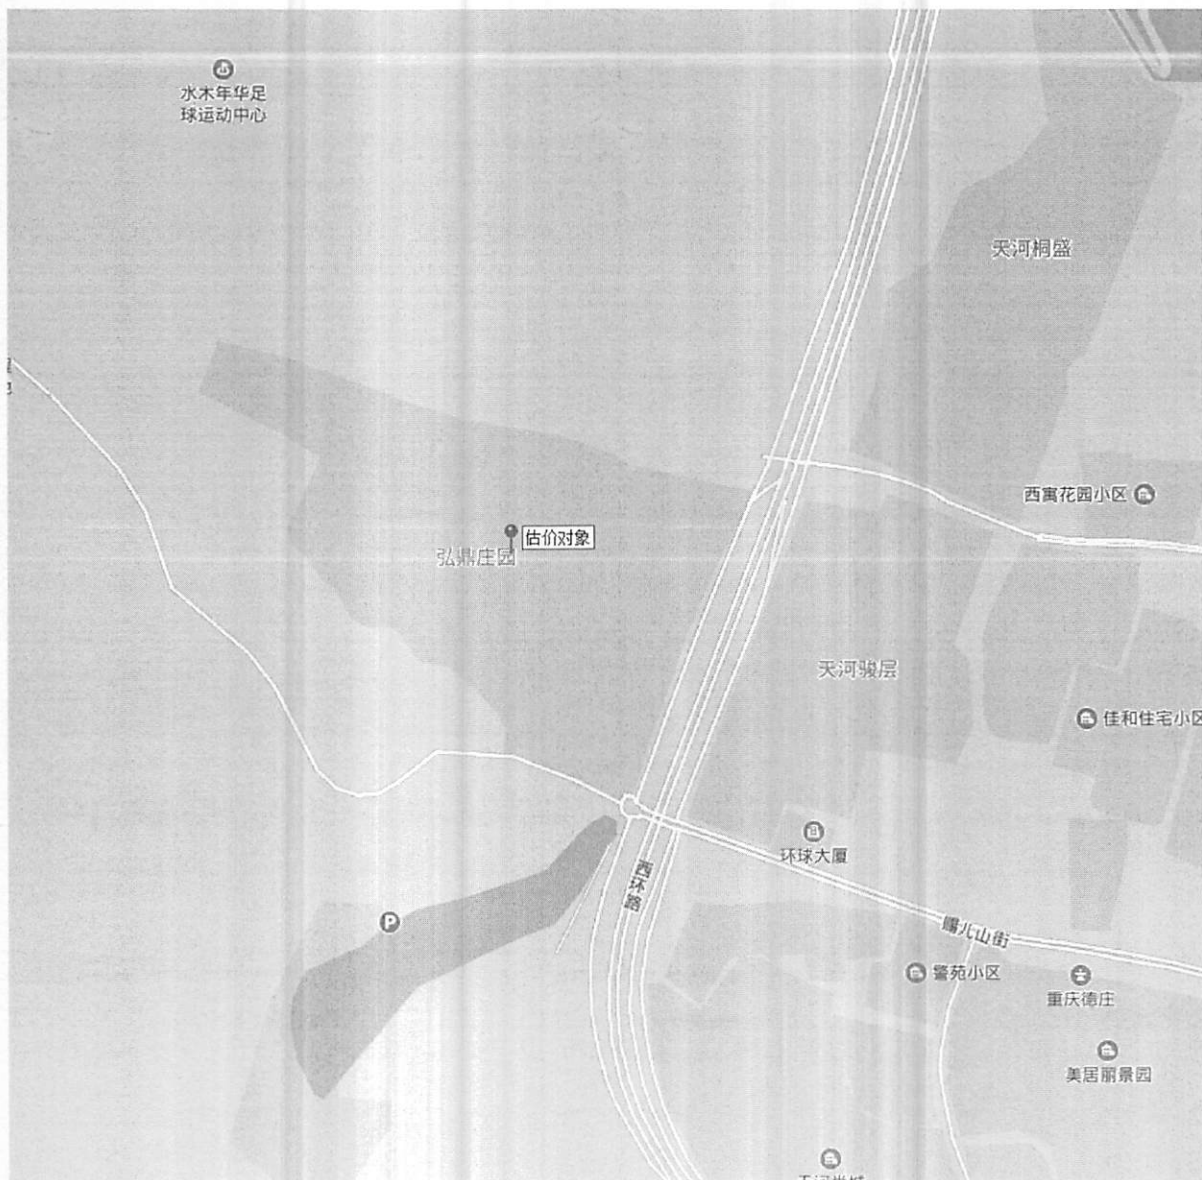 水木年华足
球运动中心
天河桐盛
西寓花园小区
估价对象
弘鼎庄园
天河骏层
佳和住宅小区
环球大厦
西环路
赐儿山街
P
警苑小区
重庆德庄
美居丽景园